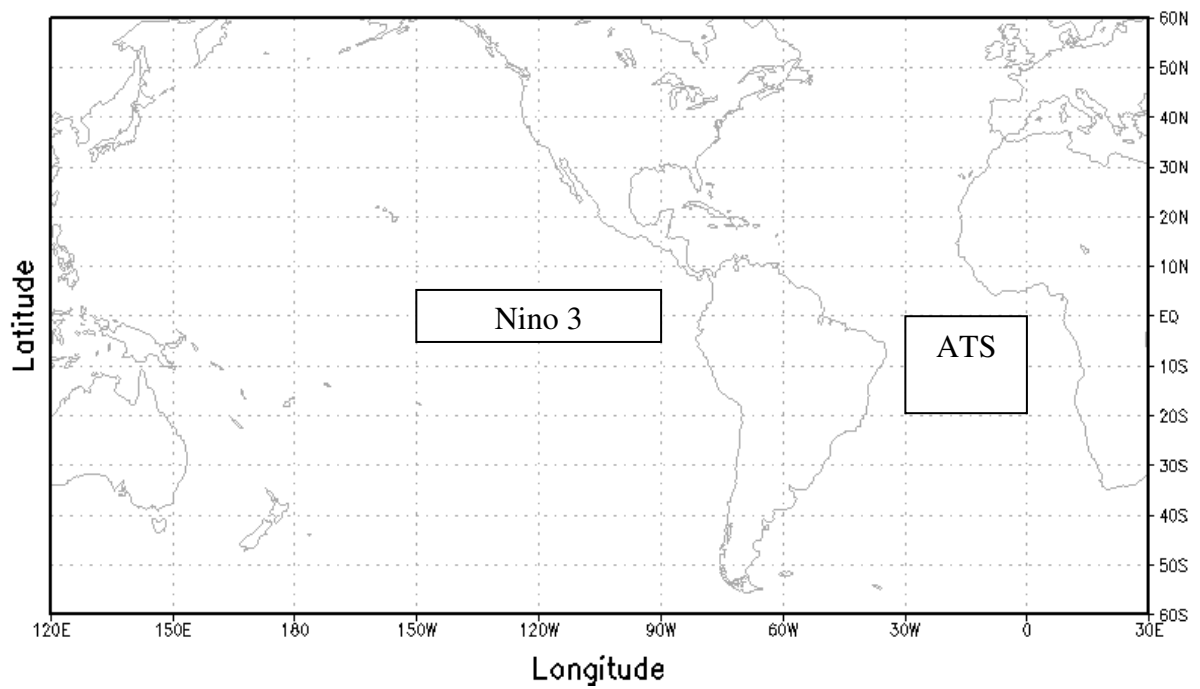 60N
50N
40N
30N
20N
10N
EQ
10S
20S
30S
40S
50S
60S
Latitude
Nino 3
ATS
120E 150E 180 150W 120W 90W 60W 30W 0 30E
Longitude